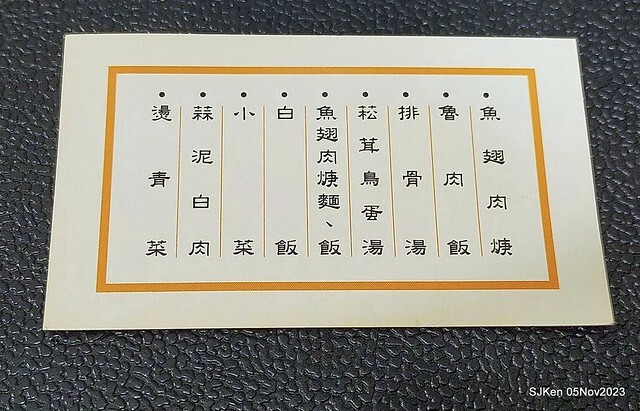 魚翅肉焿
魯肉飯
排骨湯
菘茸鳥蛋湯
魚翅肉焿麵、飯
白飯
小菜
蒜泥白肉
燙青菜
SJKen 05Nov2023